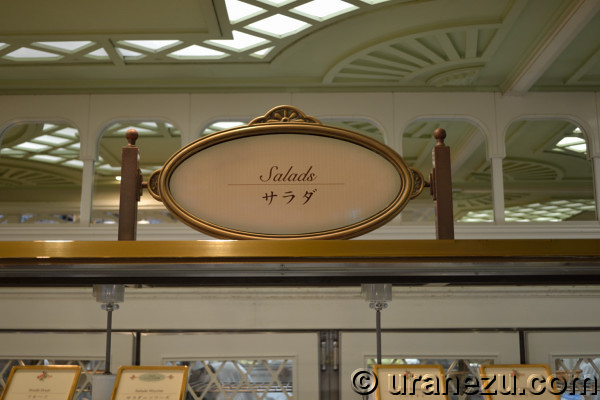 Salads
サラダ
© uranezu.com